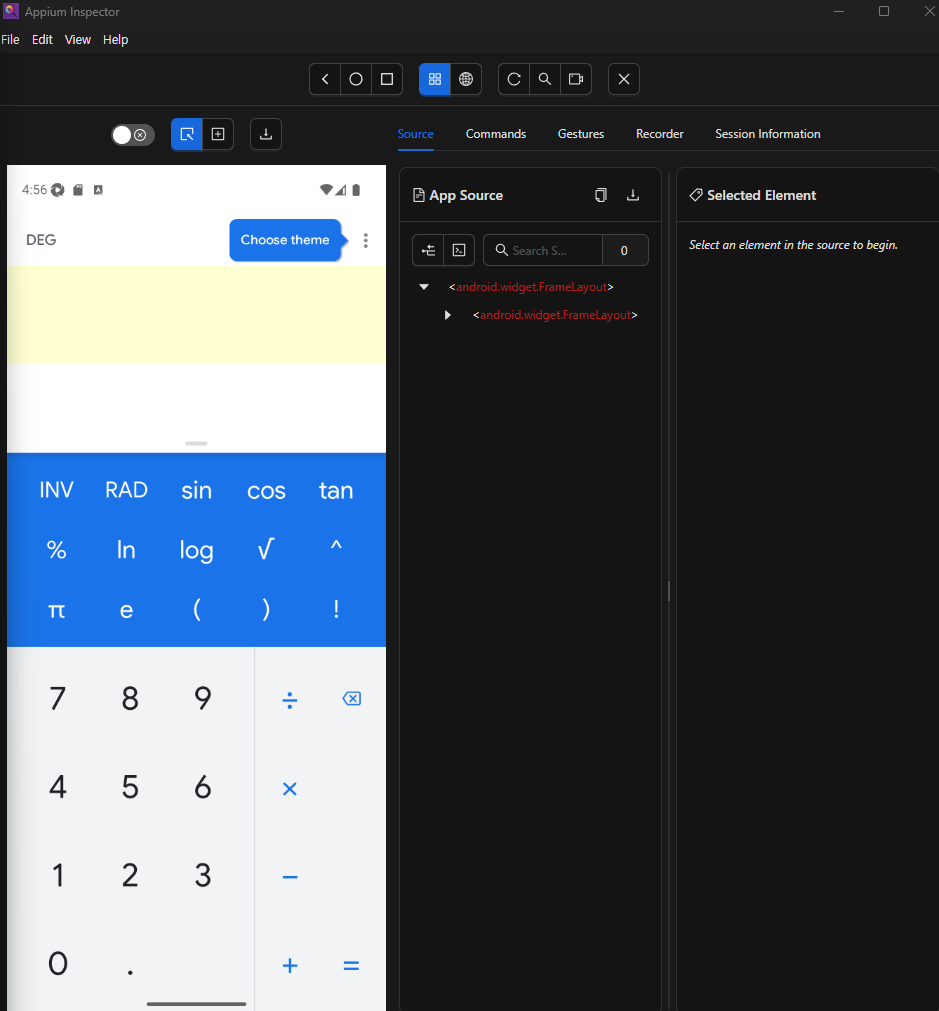 Appium Inspector
File Edit View Help
Source Commands Gestures Recorder Session Information
4:56
DEG
Choose theme
INV RAD sin cos tan
% ln log √ ^
π e ( ) !
7 8 9 ÷
4 5 6 ×
1 2 3 −
0 . + =
App Source
Search S... 0
<android.widget.FrameLayout>
<android.widget.FrameLayout>
Selected Element
Select an element in the source to begin.